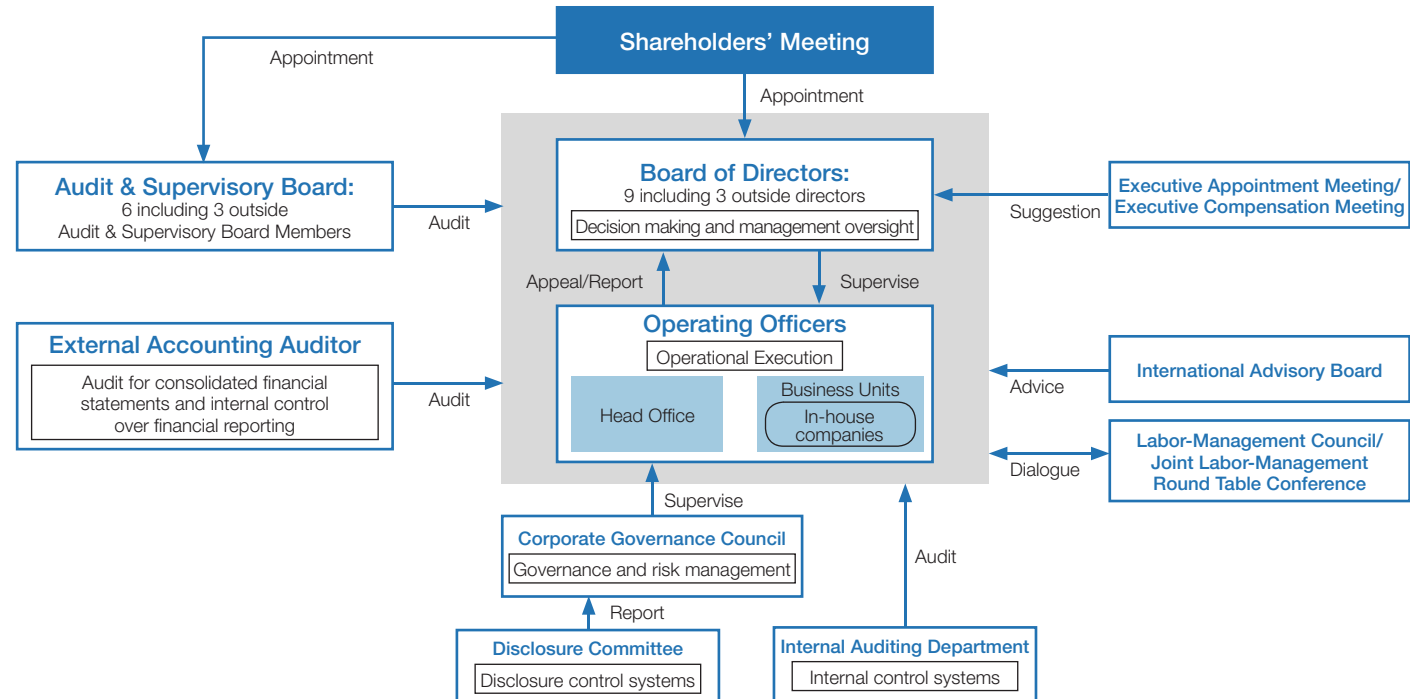 Shareholders' Meeting
Appointment
Appointment
Audit & Supervisory Board:
6 including 3 outside
Audit & Supervisory Board Members
Audit
Board of Directors:
9 including 3 outside directors
Decision making and management oversight
Suggestion
Executive Appointment Meeting/
Executive Compensation Meeting
Appeal/Report
Supervise
External Accounting Auditor
Audit for consolidated financial
statements and internal control
over financial reporting
Audit
Operating Officers
Operational Execution
Head Office
Business Units
In-house
companies
Advice
International Advisory Board
Dialogue
Labor-Management Council/
Joint Labor-Management
Round Table Conference
Supervise
Corporate Governance Council
Governance and risk management
Report
Disclosure Committee
Disclosure control systems
Audit
Internal Auditing Department
Internal control systems